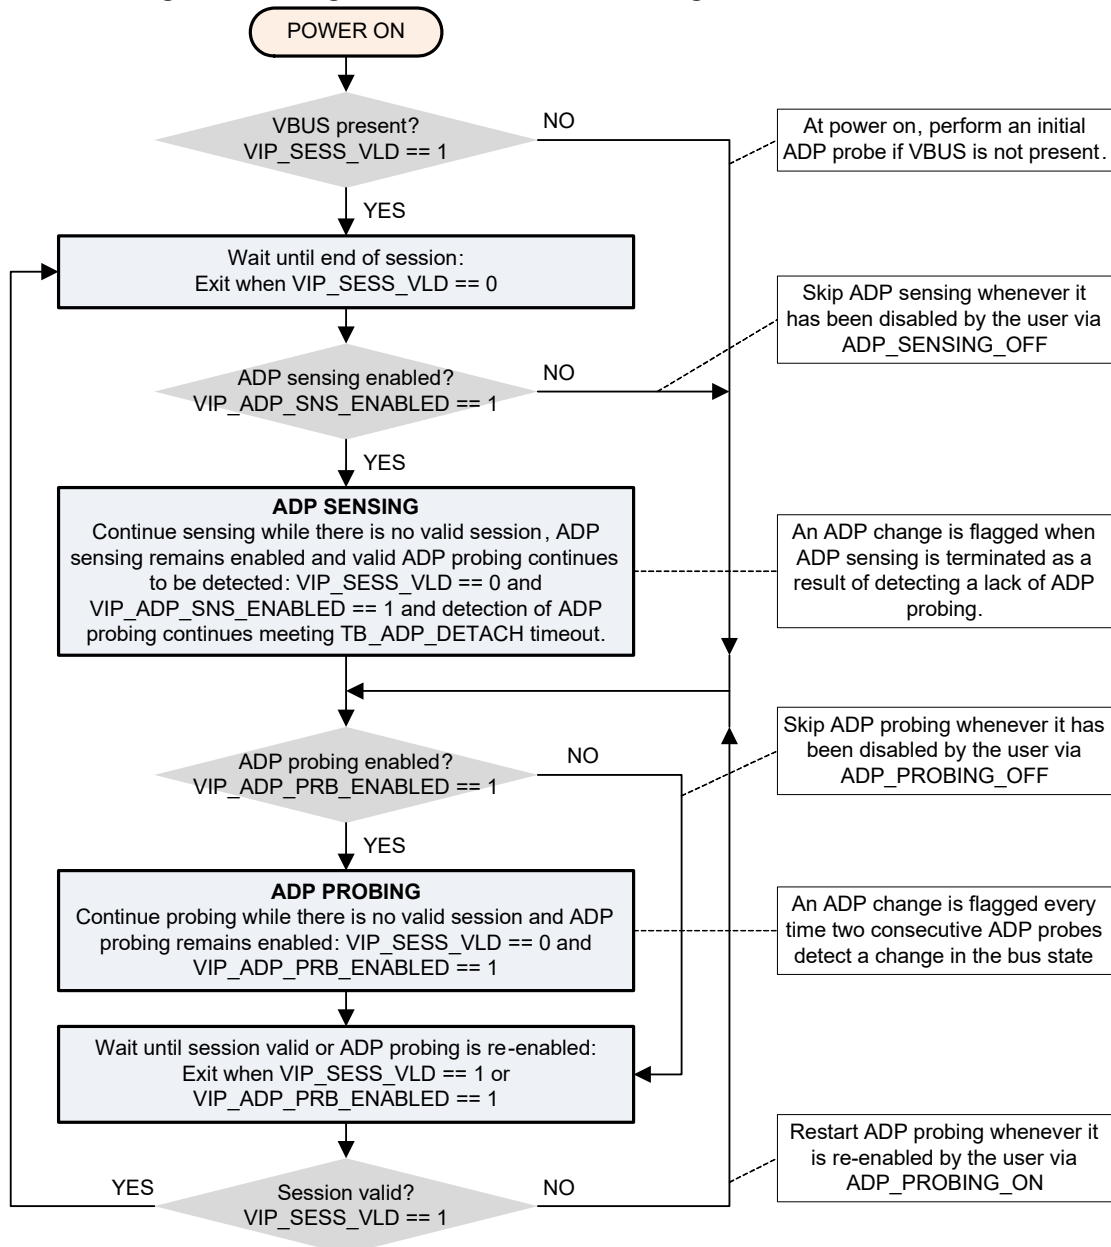 POWER ON
VBUS present?
VIP_SESS_VLD == 1
NO
At power on, perform an initial
ADP probe if VBUS is not present.
YES
Wait until end of session:
Exit when VIP_SESS_VLD == 0
Skip ADP sensing whenever it
has been disabled by the user via
ADP_SENSING_OFF
ADP sensing enabled?
VIP_ADP_SNS_ENABLED == 1
NO
YES
ADP SENSING
Continue sensing while there is no valid session, ADP
sensing remains enabled and valid ADP probing continues
to be detected: VIP_SESS_VLD == 0 and
VIP_ADP_SNS_ENABLED == 1 and detection of ADP
probing continues meeting TB_ADP_DETACH timeout.
An ADP change is flagged when
ADP sensing is terminated as a
result of detecting a lack of ADP
probing.
ADP probing enabled?
VIP_ADP_PRB_ENABLED == 1
NO
Skip ADP probing whenever it has
been disabled by the user via
ADP_PROBING_OFF
YES
ADP PROBING
Continue probing while there is no valid session and ADP
probing remains enabled: VIP_SESS_VLD == 0 and
VIP_ADP_PRB_ENABLED == 1
An ADP change is flagged every
time two consecutive ADP probes
detect a change in the bus state
Wait until session valid or ADP probing is re-enabled:
Exit when VIP_SESS_VLD == 1 or
VIP_ADP_PRB_ENABLED == 1
Restart ADP probing whenever it
is re-enabled by the user via
ADP_PROBING_ON
YES
Session valid?
VIP_SESS_VLD == 1
NO